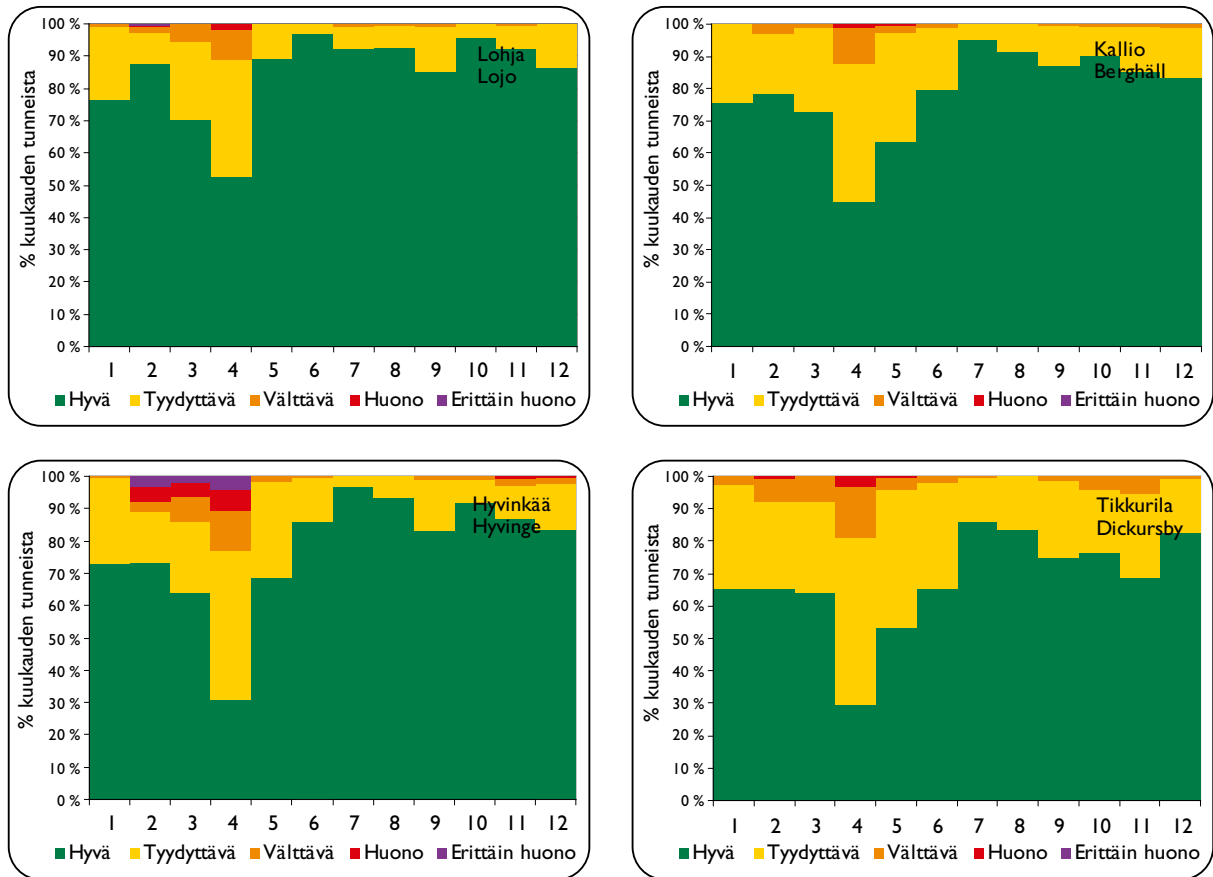 % kuukauden tunneista
100 %
90 %
80 %
70 %
60 %
50 %
40 %
30 %
20 %
10 %
0 %
Lohja
Lojo
1 2 3 4 5 6 7 8 9 10 11 12
Hyvä Tyydyttävä Välttävä Huono Erittäin huono
% kuukauden tunneista
100 %
90 %
80 %
70 %
60 %
50 %
40 %
30 %
20 %
10 %
0 %
Kallio
Berghäll
1 2 3 4 5 6 7 8 9 10 11 12
Hyvä Tyydyttävä Välttävä Huono Erittäin huono
% kuukauden tunneista
100 %
90 %
80 %
70 %
60 %
50 %
40 %
30 %
20 %
10 %
0 %
Hyvinkää
Hyvinge
1 2 3 4 5 6 7 8 9 10 11 12
Hyvä Tyydyttävä Välttävä Huono Erittäin huono
% kuukauden tunneista
100 %
90 %
80 %
70 %
60 %
50 %
40 %
30 %
20 %
10 %
0 %
Tikkurila
Dickursby
1 2 3 4 5 6 7 8 9 10 11 12
Hyvä Tyydyttävä Välttävä Huono Erittäin huono